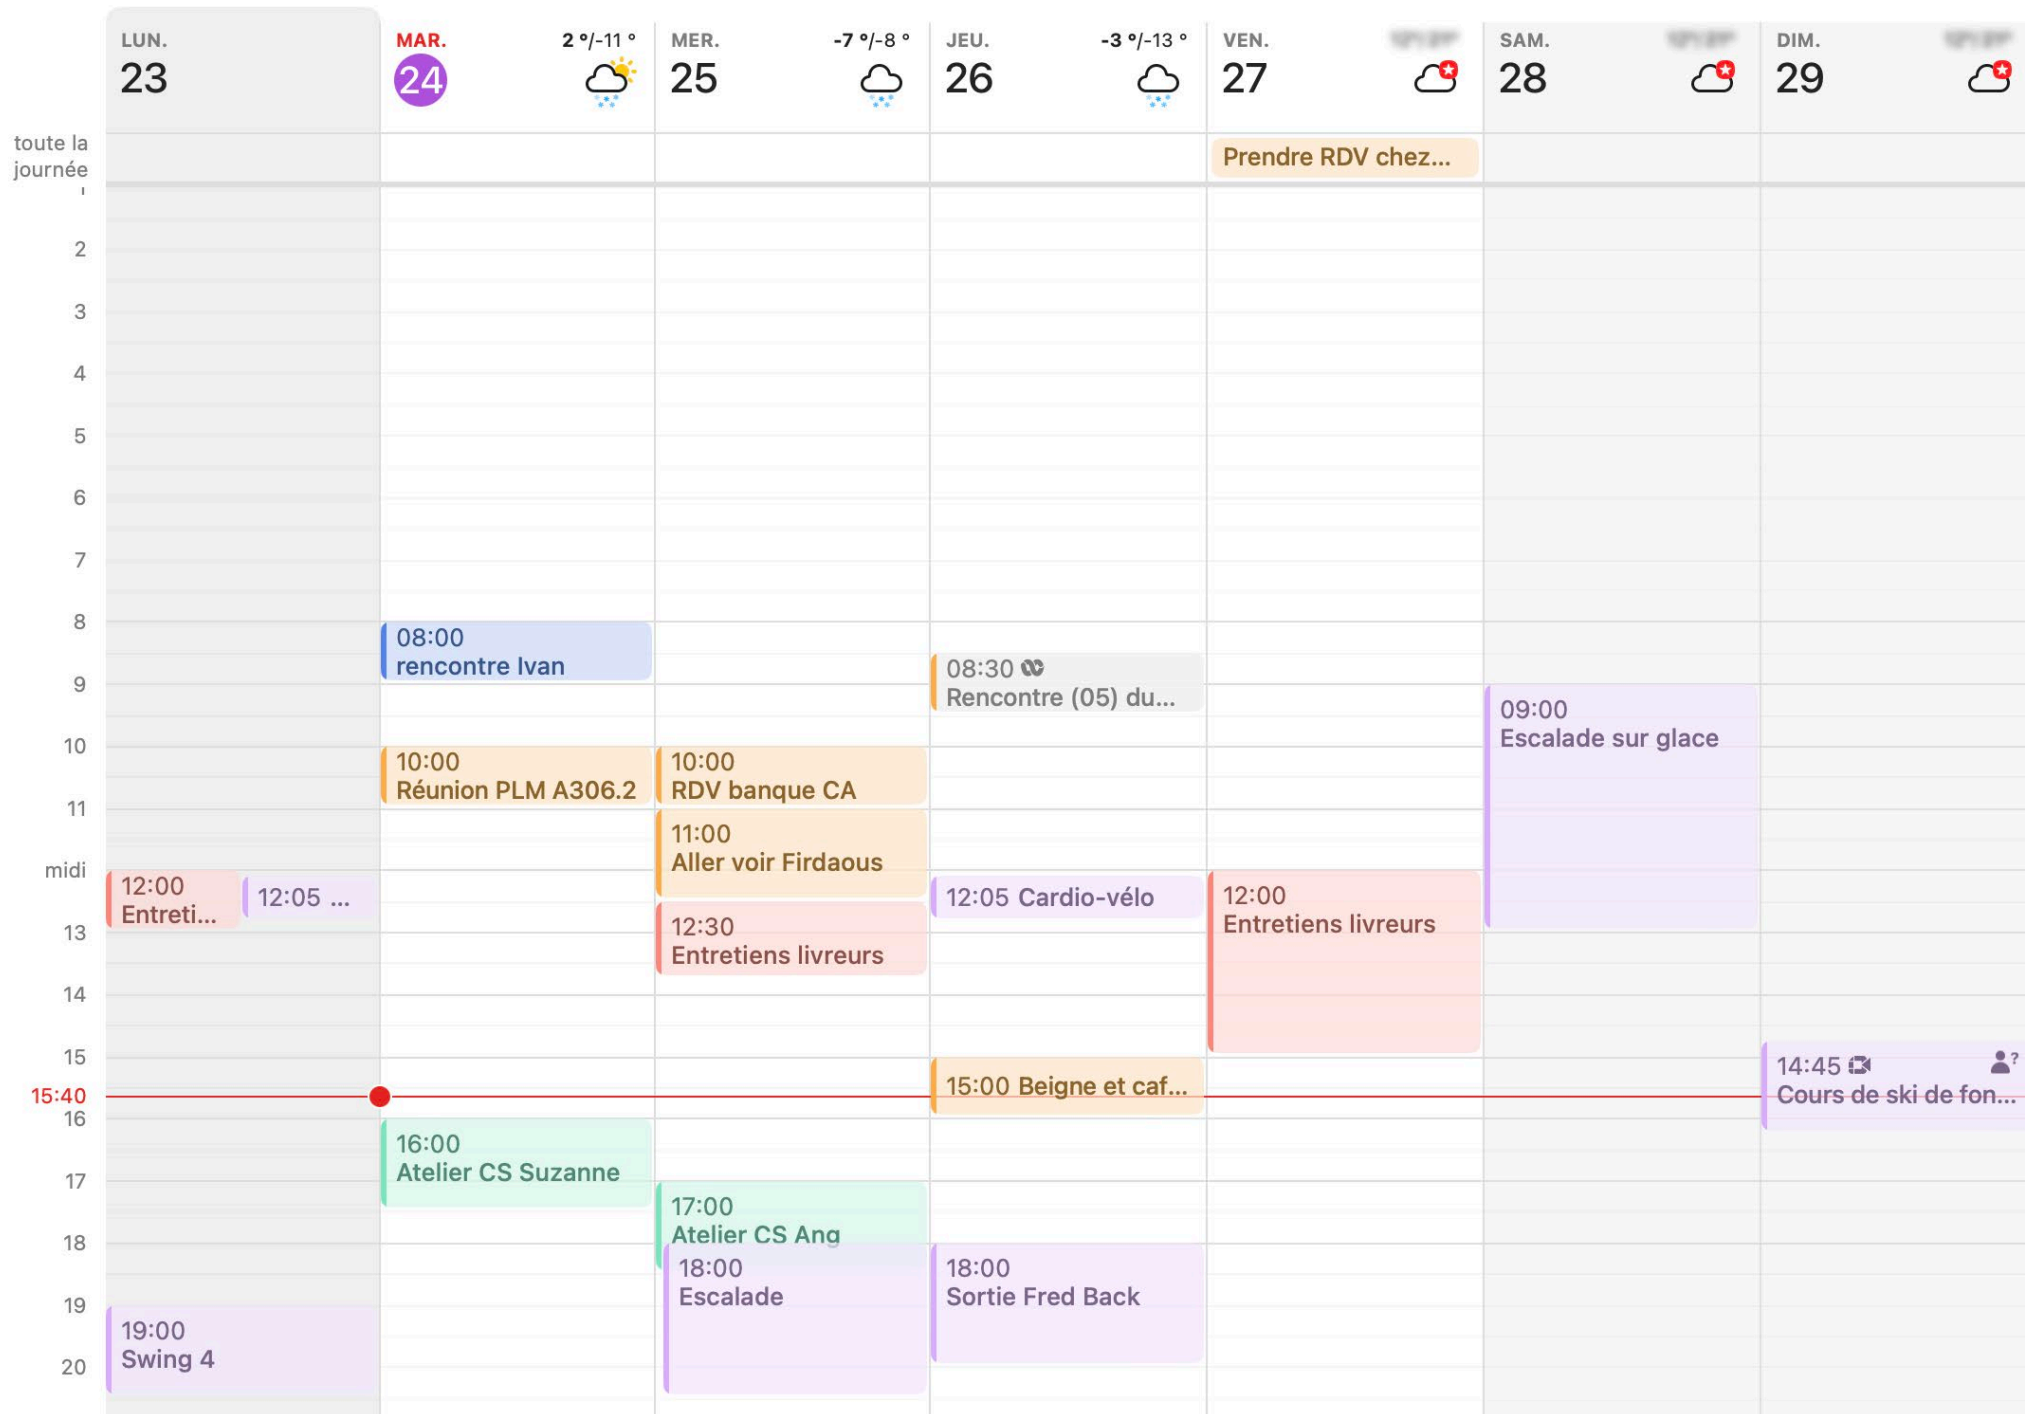 LUN.
23
MAR.
24
2 °/-11 °
MER.
25
-7 °/-8 °
JEU.
26
-3 °/-13 °
VEN.
27
SAM.
28
DIM.
29
toute la
journée
Prendre RDV chez...
2
3
4
5
6
7
8
9
10
11
midi
13
14
15
15:40
16
17
18
19
20
12:00
Entreti...
12:05 ...
19:00
Swing 4
08:00
rencontre Ivan
10:00
Réunion PLM A306.2
16:00
Atelier CS Suzanne
10:00
RDV banque CA
11:00
Aller voir Firdaous
12:30
Entretiens livreurs
17:00
Atelier CS Ang
18:00
Escalade
08:30
Rencontre (05) du...
12:05 Cardio-vélo
15:00 Beigne et caf...
18:00
Sortie Fred Back
12:00
Entretiens livreurs
09:00
Escalade sur glace
14:45
Cours de ski de fon...